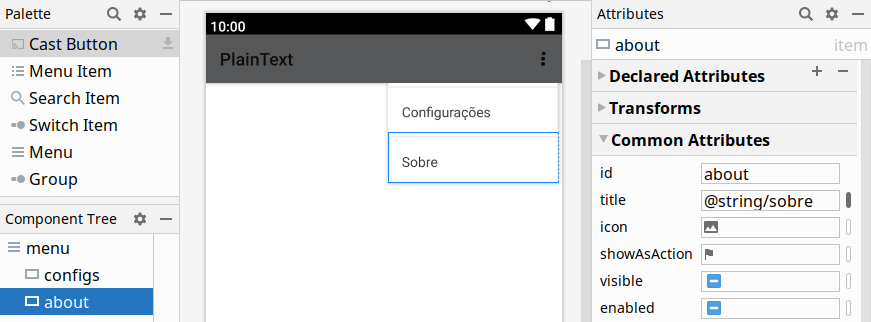 Palette
Cast Button
Menu Item
Search Item
Switch Item
Menu
Group
Component Tree
menu
configs
about
10:00
PlainText
Configurações
Sobre
Attributes
about item
Declared Attributes
Transforms
Common Attributes
id about
title @string/sobre
icon
showAsAction
visible
enabled